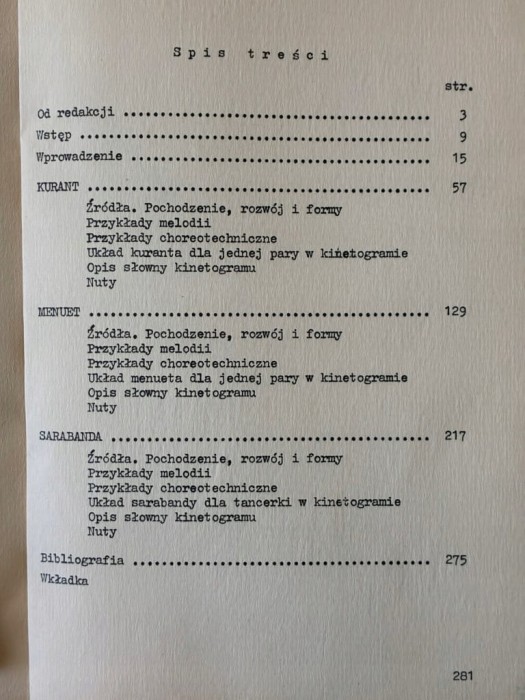 Spis treści
str.
Od redakcji ........................................ 3
Wstęp .............................................. 9
Wprowadzenie ....................................... 15
KURANT ............................................. 57
Źródła. Pochodzenie, rozwój i formy
Przykłady melodii
Przykłady choreotechniczne
Układ kuranta dla jednej pary w kinetogramie
Opis słowny kinetogramu
Nuty
MENUET ............................................. 129
Źródła. Pochodzenie, rozwój i formy
Przykłady melodii
Przykłady choreotechniczne
Układ menueta dla jednej pary w kinetogramie
Opis słowny kinetogramu
Nuty
SARABANDA .......................................... 217
Źródła. Pochodzenie, rozwój i formy
Przykłady melodii
Przykłady choreotechniczne
Układ sarabandy dla tancerki w kinetogramie
Opis słowny kinetogramu
Nuty
Bibliografia ....................................... 275
Wkładka
281